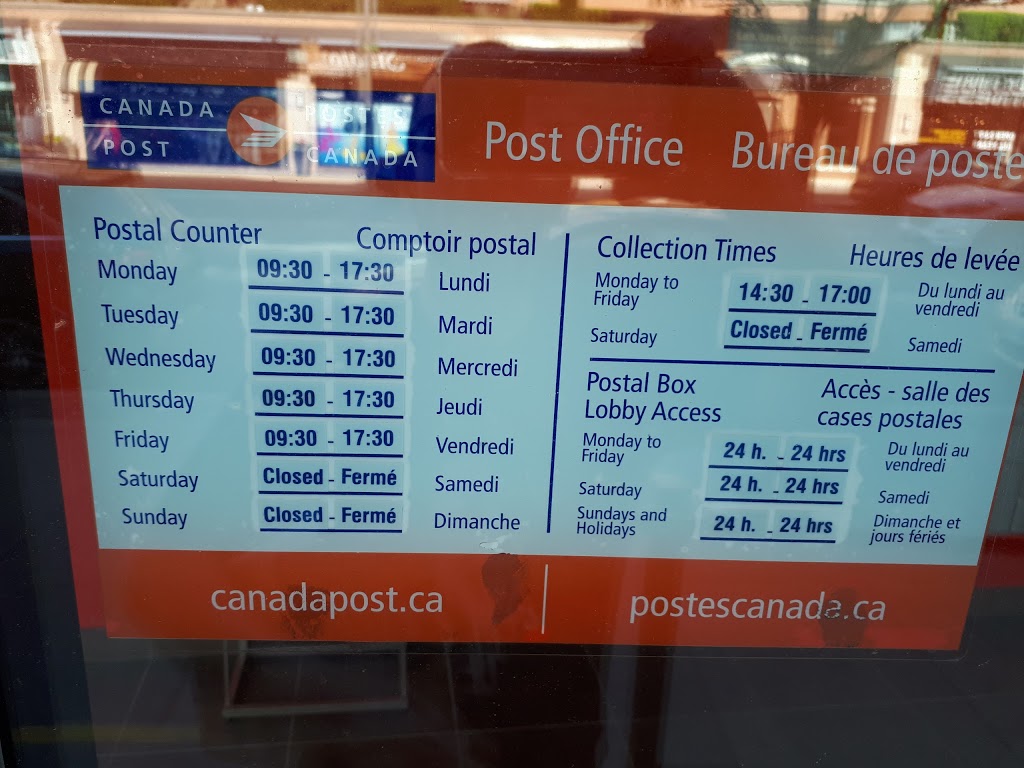 CANADA POSTES
POST CANADA
Post Office Bureau de poste
Postal Counter Comptoir postal
Monday 09:30 - 17:30 Lundi
Tuesday 09:30 - 17:30 Mardi
Wednesday 09:30 - 17:30 Mercredi
Thursday 09:30 - 17:30 Jeudi
Friday 09:30 - 17:30 Vendredi
Saturday Closed - Fermé Samedi
Sunday Closed - Fermé Dimanche
Collection Times Heures de levée
Monday to
Friday 14:30 - 17:00 Du lundi au
vendredi
Saturday Closed - Fermé Samedi
Postal Box
Lobby Access
Accès - salle des
cases postales
Monday to
Friday 24 h. - 24 hrs Du lundi au
vendredi
Saturday 24 h. - 24 hrs Samedi
Sundays and
Holidays 24 h. - 24 hrs Dimanche et
jours fériés
canadapost.ca postescanada.ca